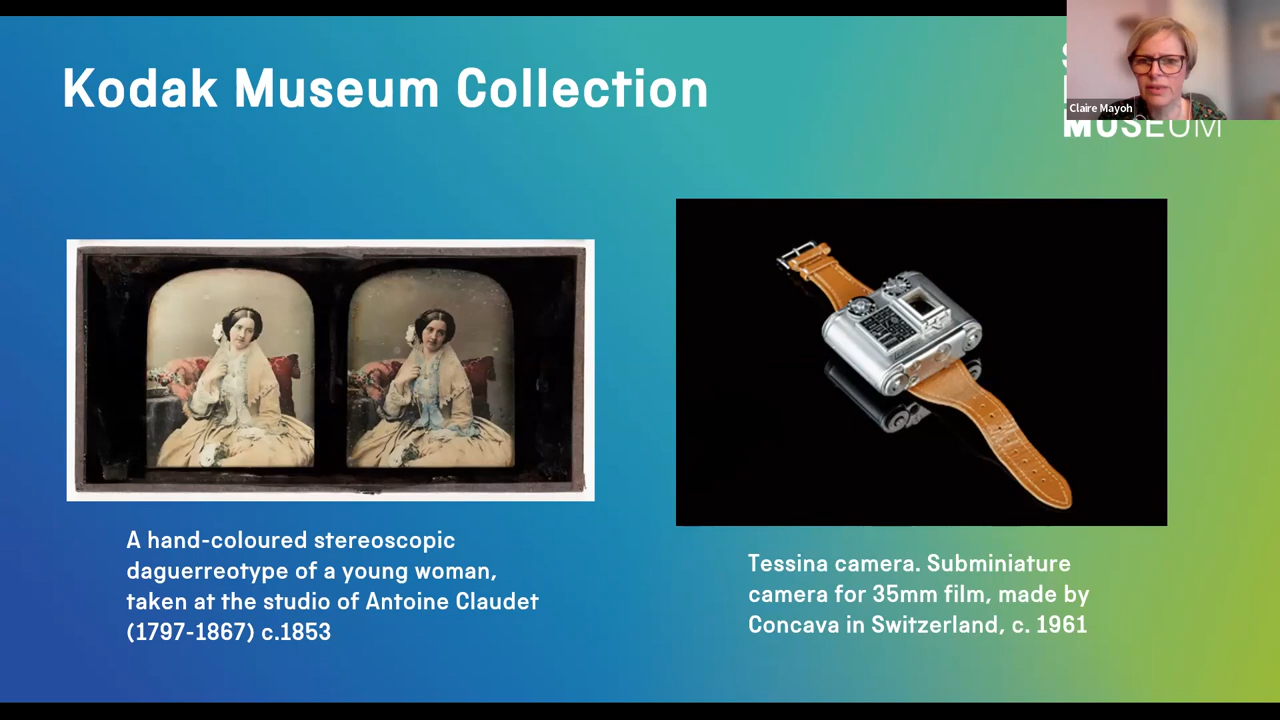 Kodak Museum Collection
Claire Mayoh
MUSEUM
A hand-coloured stereoscopic
daguerreotype of a young woman,
taken at the studio of Antoine Claudet
(1797-1867) c.1853
Tessina camera. Subminiature
camera for 35mm film, made by
Concava in Switzerland, c. 1961